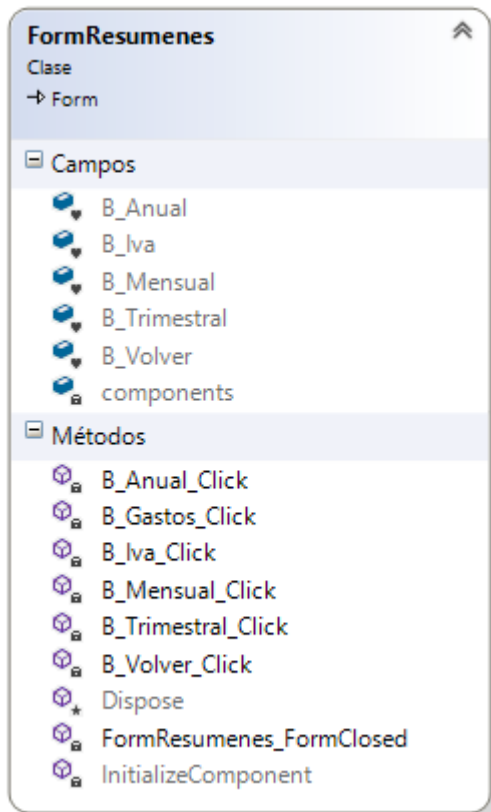 FormResumenes
Clase
Form
Campos
B_Anual
B_Iva
B_Mensual
B_Trimestral
B_Volver
components
Métodos
B_Anual_Click
B_Gastos_Click
B_Iva_Click
B_Mensual_Click
B_Trimestral_Click
B_Volver_Click
Dispose
FormResumenes_FormClosed
InitializeComponent